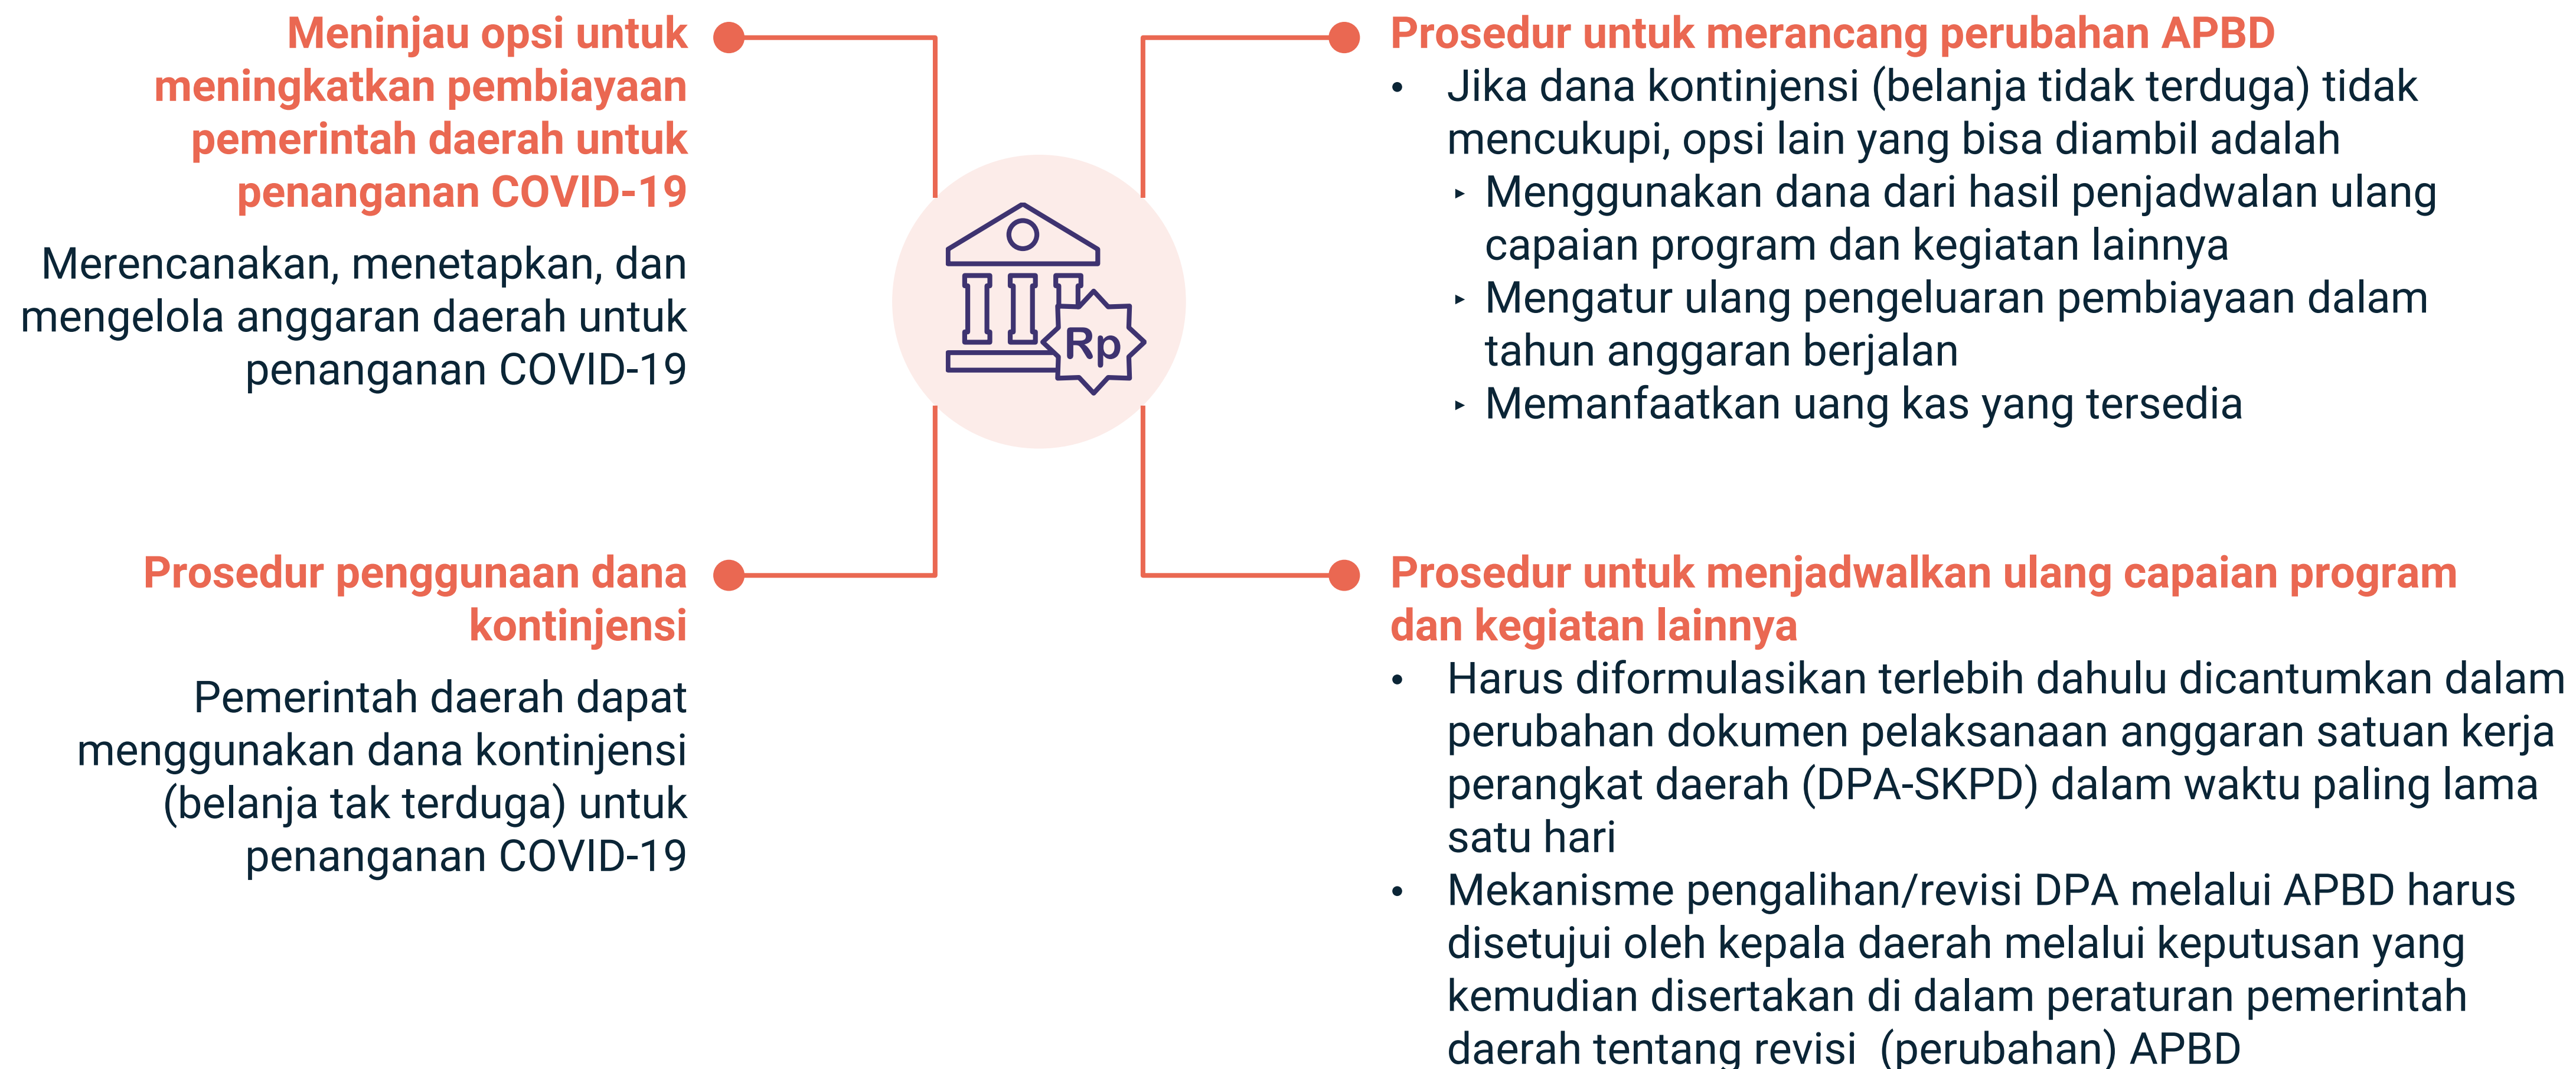 Meninjau opsi untuk
meningkatkan pembiayaan
pemerintah daerah untuk
penanganan COVID-19
Merencanakan, menetapkan, dan
mengelola anggaran daerah untuk
penanganan COVID-19
Prosedur penggunaan dana
kontinjensi
Pemerintah daerah dapat
menggunakan dana kontinjensi
(belanja tak terduga) untuk
penanganan COVID-19
Rp
Prosedur untuk merancang perubahan APBD
• Jika dana kontinjensi (belanja tidak terduga) tidak
mencukupi, opsi lain yang bisa diambil adalah
‣ Menggunakan dana dari hasil penjadwalan ulang
capaian program dan kegiatan lainnya
‣ Mengatur ulang pengeluaran pembiayaan dalam
tahun anggaran berjalan
‣ Memanfaatkan uang kas yang tersedia
Prosedur untuk menjadwalkan ulang capaian program
dan kegiatan lainnya
• Harus diformulasikan terlebih dahulu dicantumkan dalam
perubahan dokumen pelaksanaan anggaran satuan kerja
perangkat daerah (DPA-SKPD) dalam waktu paling lama
satu hari
• Mekanisme pengalihan/revisi DPA melalui APBD harus
disetujui oleh kepala daerah melalui keputusan yang
kemudian disertakan di dalam peraturan pemerintah
daerah tentang revisi (perubahan) APBD